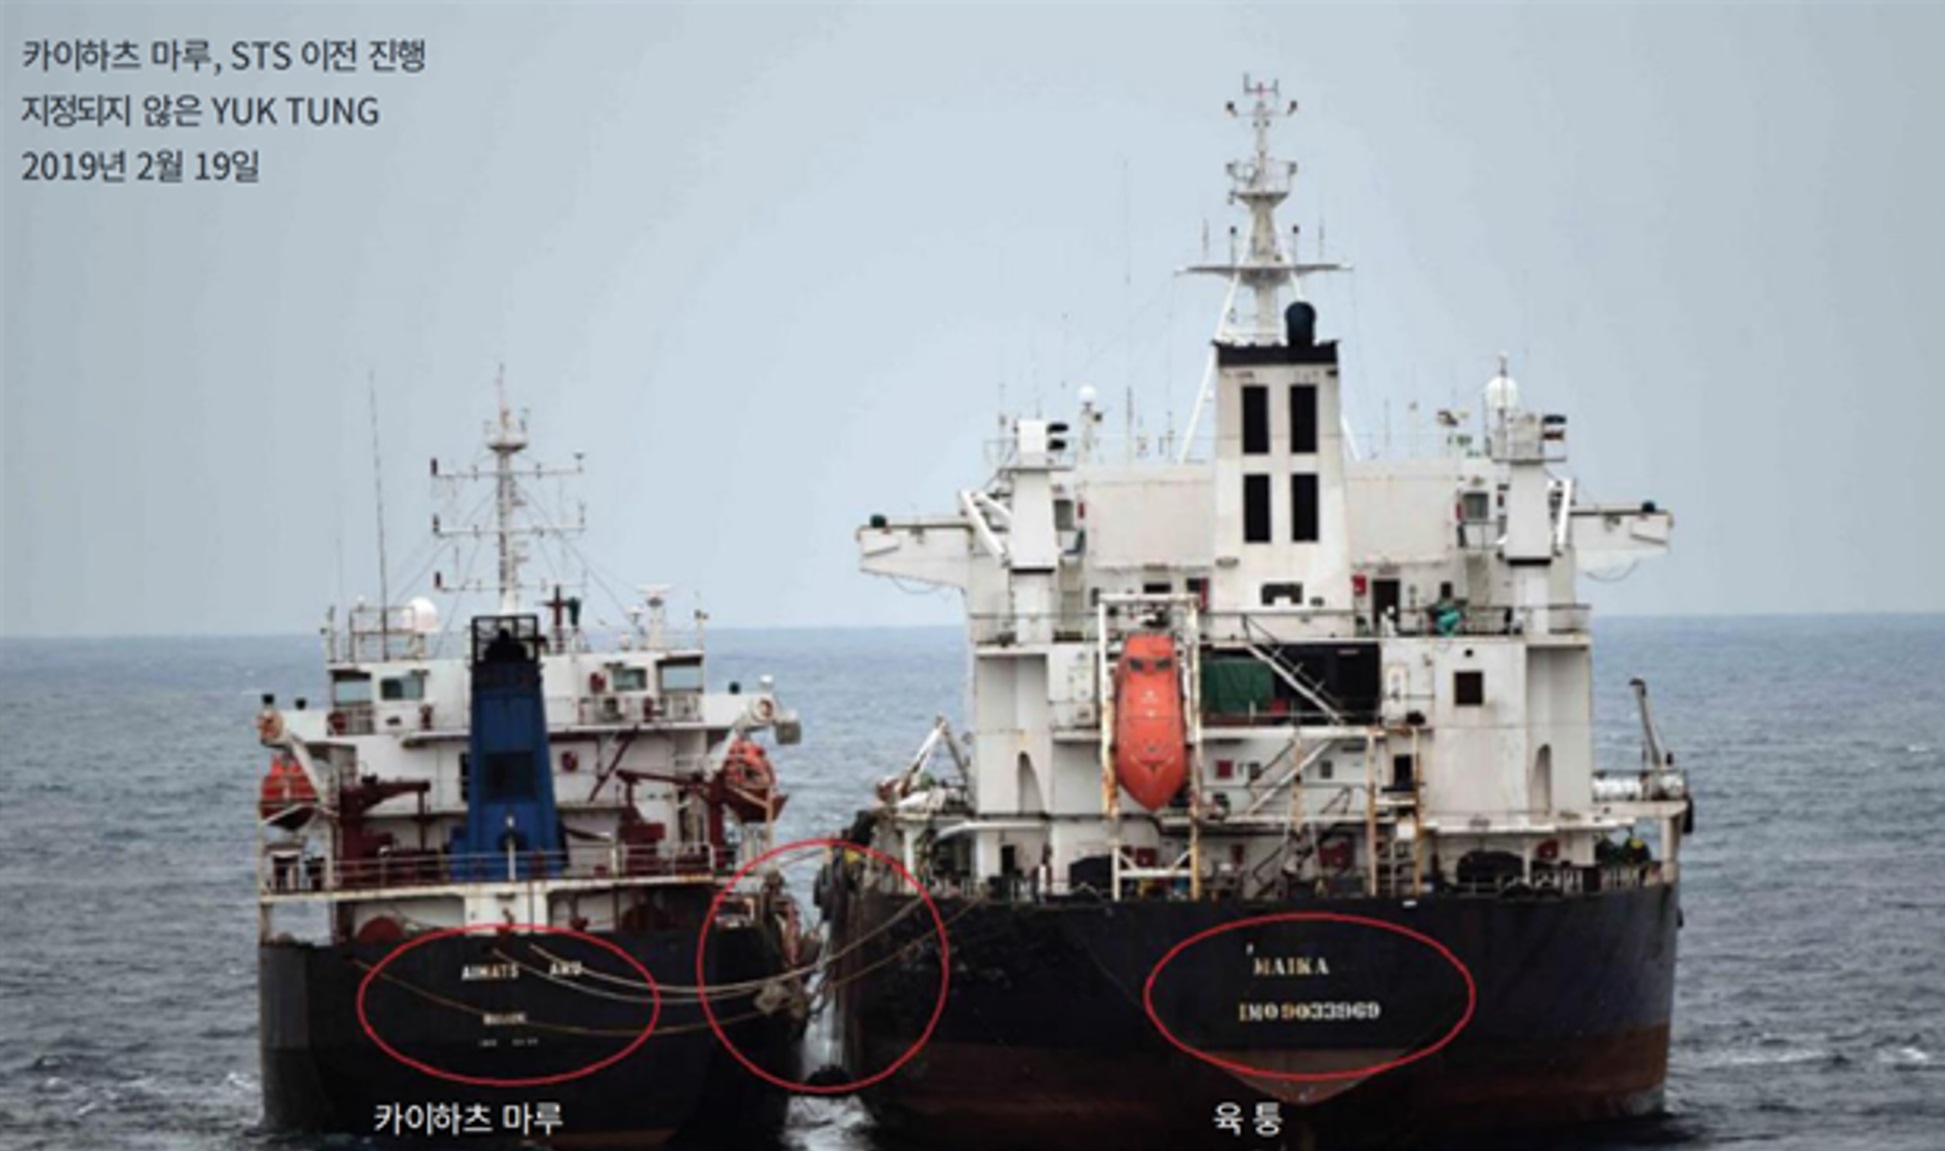 카이하츠 마루, STS 이전 진행
지정되지 않은 YUK TUNG
2019년 2월 19일
MAIKA
IMO 9033969
카이하츠 마루
육 퉁